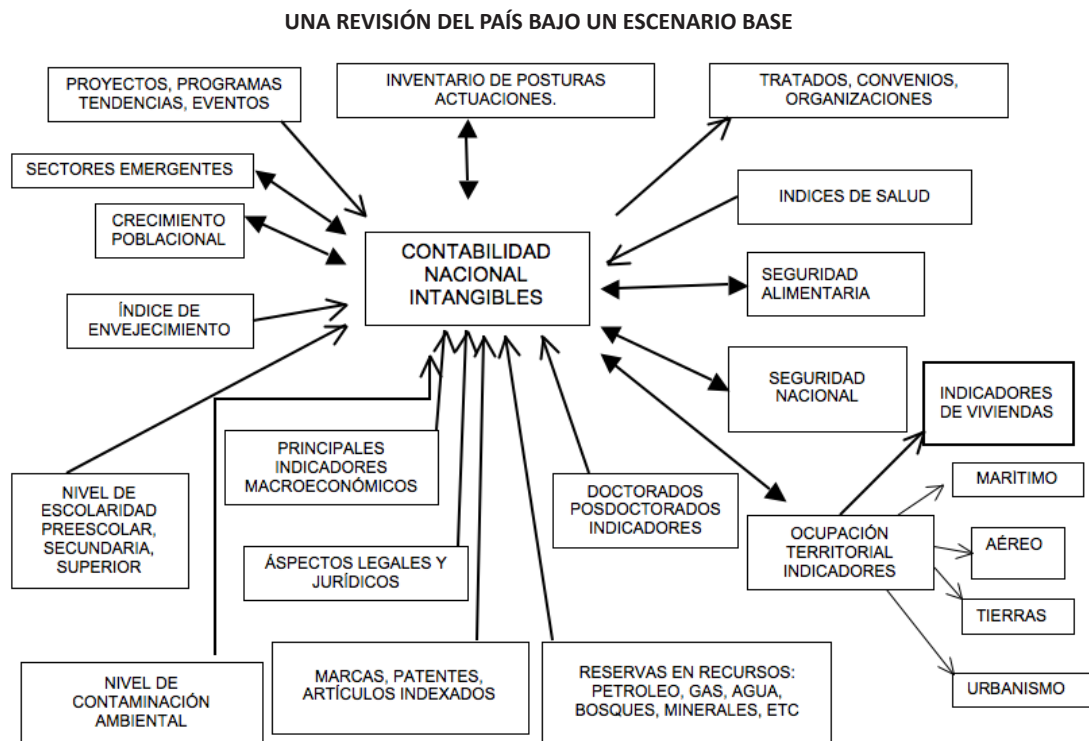 UNA REVISIÓN DEL PAÍS BAJO UN ESCENARIO BASE
PROYECTOS, PROGRAMAS
TENDENCIAS, EVENTOS
INVENTARIO DE POSTURAS
ACTUACIONES.
TRATADOS, CONVENIOS,
ORGANIZACIONES
SECTORES EMERGENTES
INDICES DE SALUD
CRECIMIENTO
POBLACIONAL
CONTABILIDAD
NACIONAL
INTANGIBLES
SEGURIDAD
ALIMENTARIA
ÍNDICE DE
ENVEJECIMIENTO
SEGURIDAD
NACIONAL
INDICADORES
DE VIVIENDAS
PRINCIPALES
INDICADORES
MACROECONÓMICOS
NIVEL DE
ESCOLARIDAD
PREESCOLAR,
SECUNDARIA,
SUPERIOR
DOCTORADOS
POSDOCTORADOS
INDICADORES
MARÌTIMO
OCUPACIÓN
TERRITORIAL
INDICADORES
AÉREO
ÁSPECTOS LEGALES Y
JURÍDICOS
TIERRAS
NIVEL DE
CONTAMINACIÓN
AMBIENTAL
MARCAS, PATENTES,
ARTÍCULOS INDEXADOS
RESERVAS EN RECURSOS:
PETROLEO, GAS, AGUA,
BOSQUES, MINERALES, ETC
URBANISMO